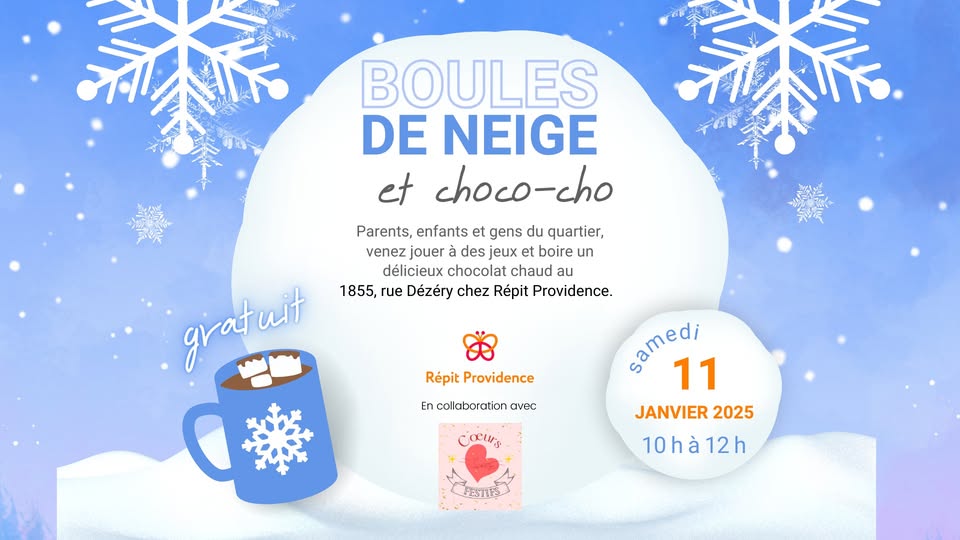 BOULES
DE NEIGE
et choco-cho
Parents, enfants et gens du quartier,
venez jouer à des jeux et boire un
délicieux chocolat chaud au
1855, rue Dézéry chez Répit Providence.
gratuit
Répit Providence
En collaboration avec
Cœurs
FESTIFS
samedi
11
JANVIER 2025
10 h à 12 h